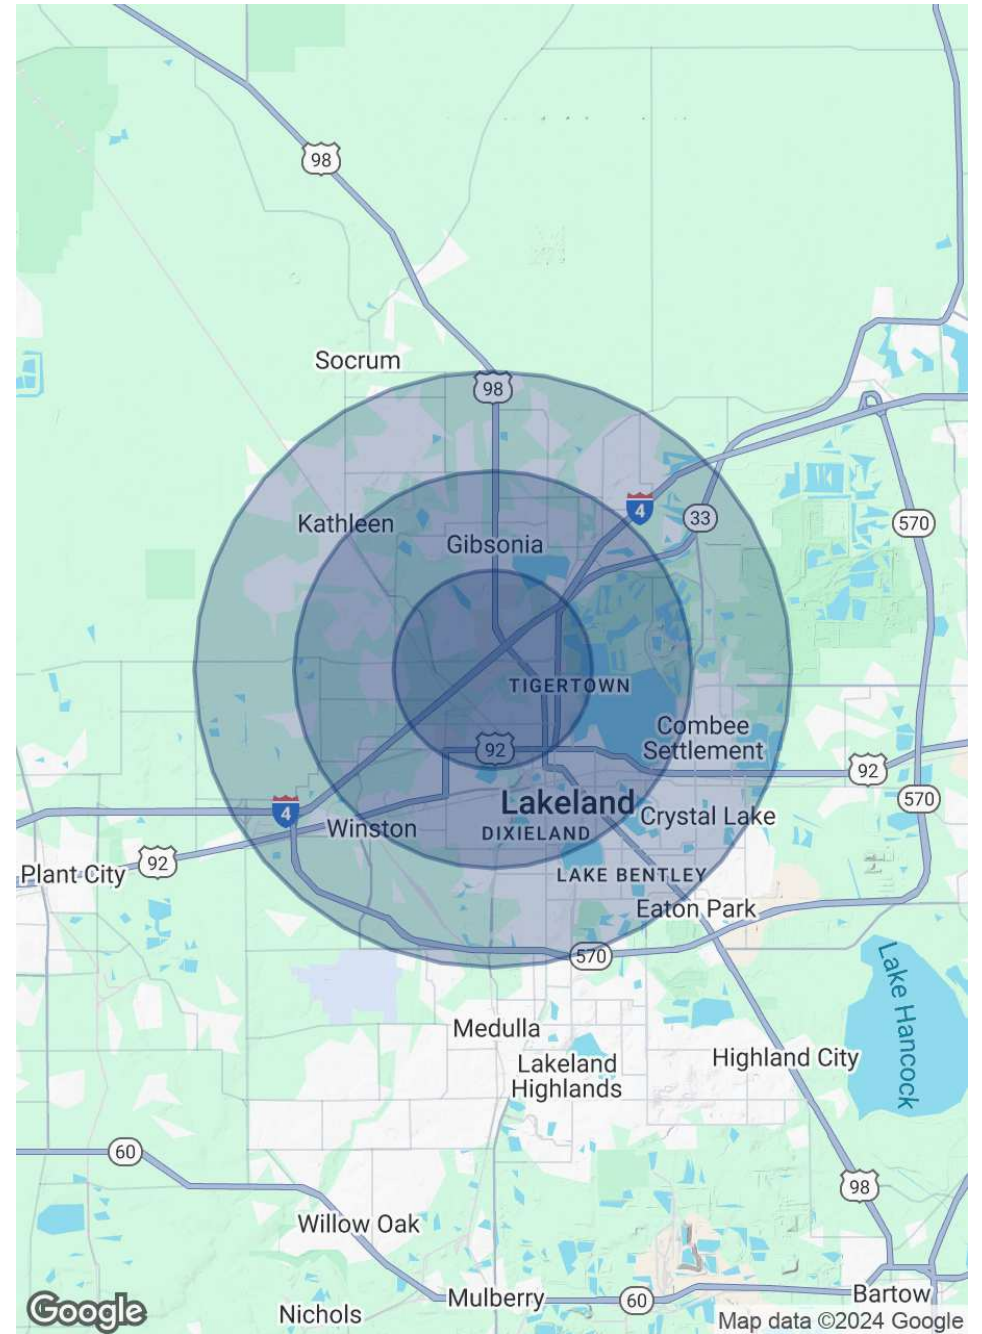 98
Socrum
98
4
33
570
Kathleen
Gibsonia
TIGERTOWN
Combee
Settlement
92
92
570
4
Lakeland
Crystal Lake
Winston
DIXIELAND
92
Plant City
LAKE BENTLEY
Eaton Park
570
Lake Hancock
Medulla
Lakeland
Highlands
Highland City
60
98
Willow Oak
Mulberry
60
Bartow
Nichols
Google
Map data ©2024 Google